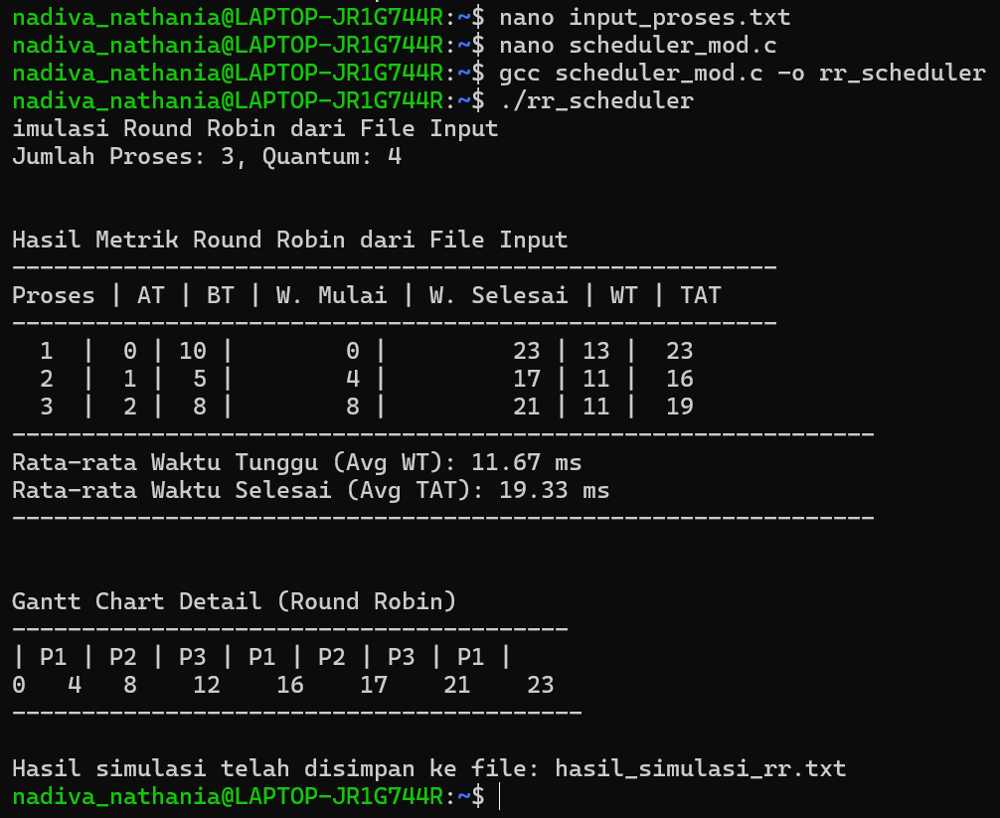 nadiva_nathania@LAPTOP-JR1G744R:~$ nano input_proses.txt
nadiva_nathania@LAPTOP-JR1G744R:~$ nano scheduler_mod.c
nadiva_nathania@LAPTOP-JR1G744R:~$ gcc scheduler_mod.c -o rr_scheduler
nadiva_nathania@LAPTOP-JR1G744R:~$ ./rr_scheduler
imulasi Round Robin dari File Input
Jumlah Proses: 3, Quantum: 4
Hasil Metrik Round Robin dari File Input
-------------------------------------------------------
Proses | AT | BT | W. Mulai | W. Selesai | WT | TAT
-------------------------------------------------------
  1  |  0 | 10 |        0 |         23 | 13 |  23
  2  |  1 |  5 |        4 |         17 | 11 |  16
  3  |  2 |  8 |        8 |         21 | 11 |  19
--------------------------------------------------------------
Rata-rata Waktu Tunggu (Avg WT): 11.67 ms
Rata-rata Waktu Selesai (Avg TAT): 19.33 ms
--------------------------------------------------------------
Gantt Chart Detail (Round Robin)
----------------------------------------
| P1 | P2 | P3 | P1 | P2 | P3 | P1 |
0   4   8    12    16    17    21    23
-----------------------------------------
Hasil simulasi telah disimpan ke file: hasil_simulasi_rr.txt
nadiva_nathania@LAPTOP-JR1G744R:~$